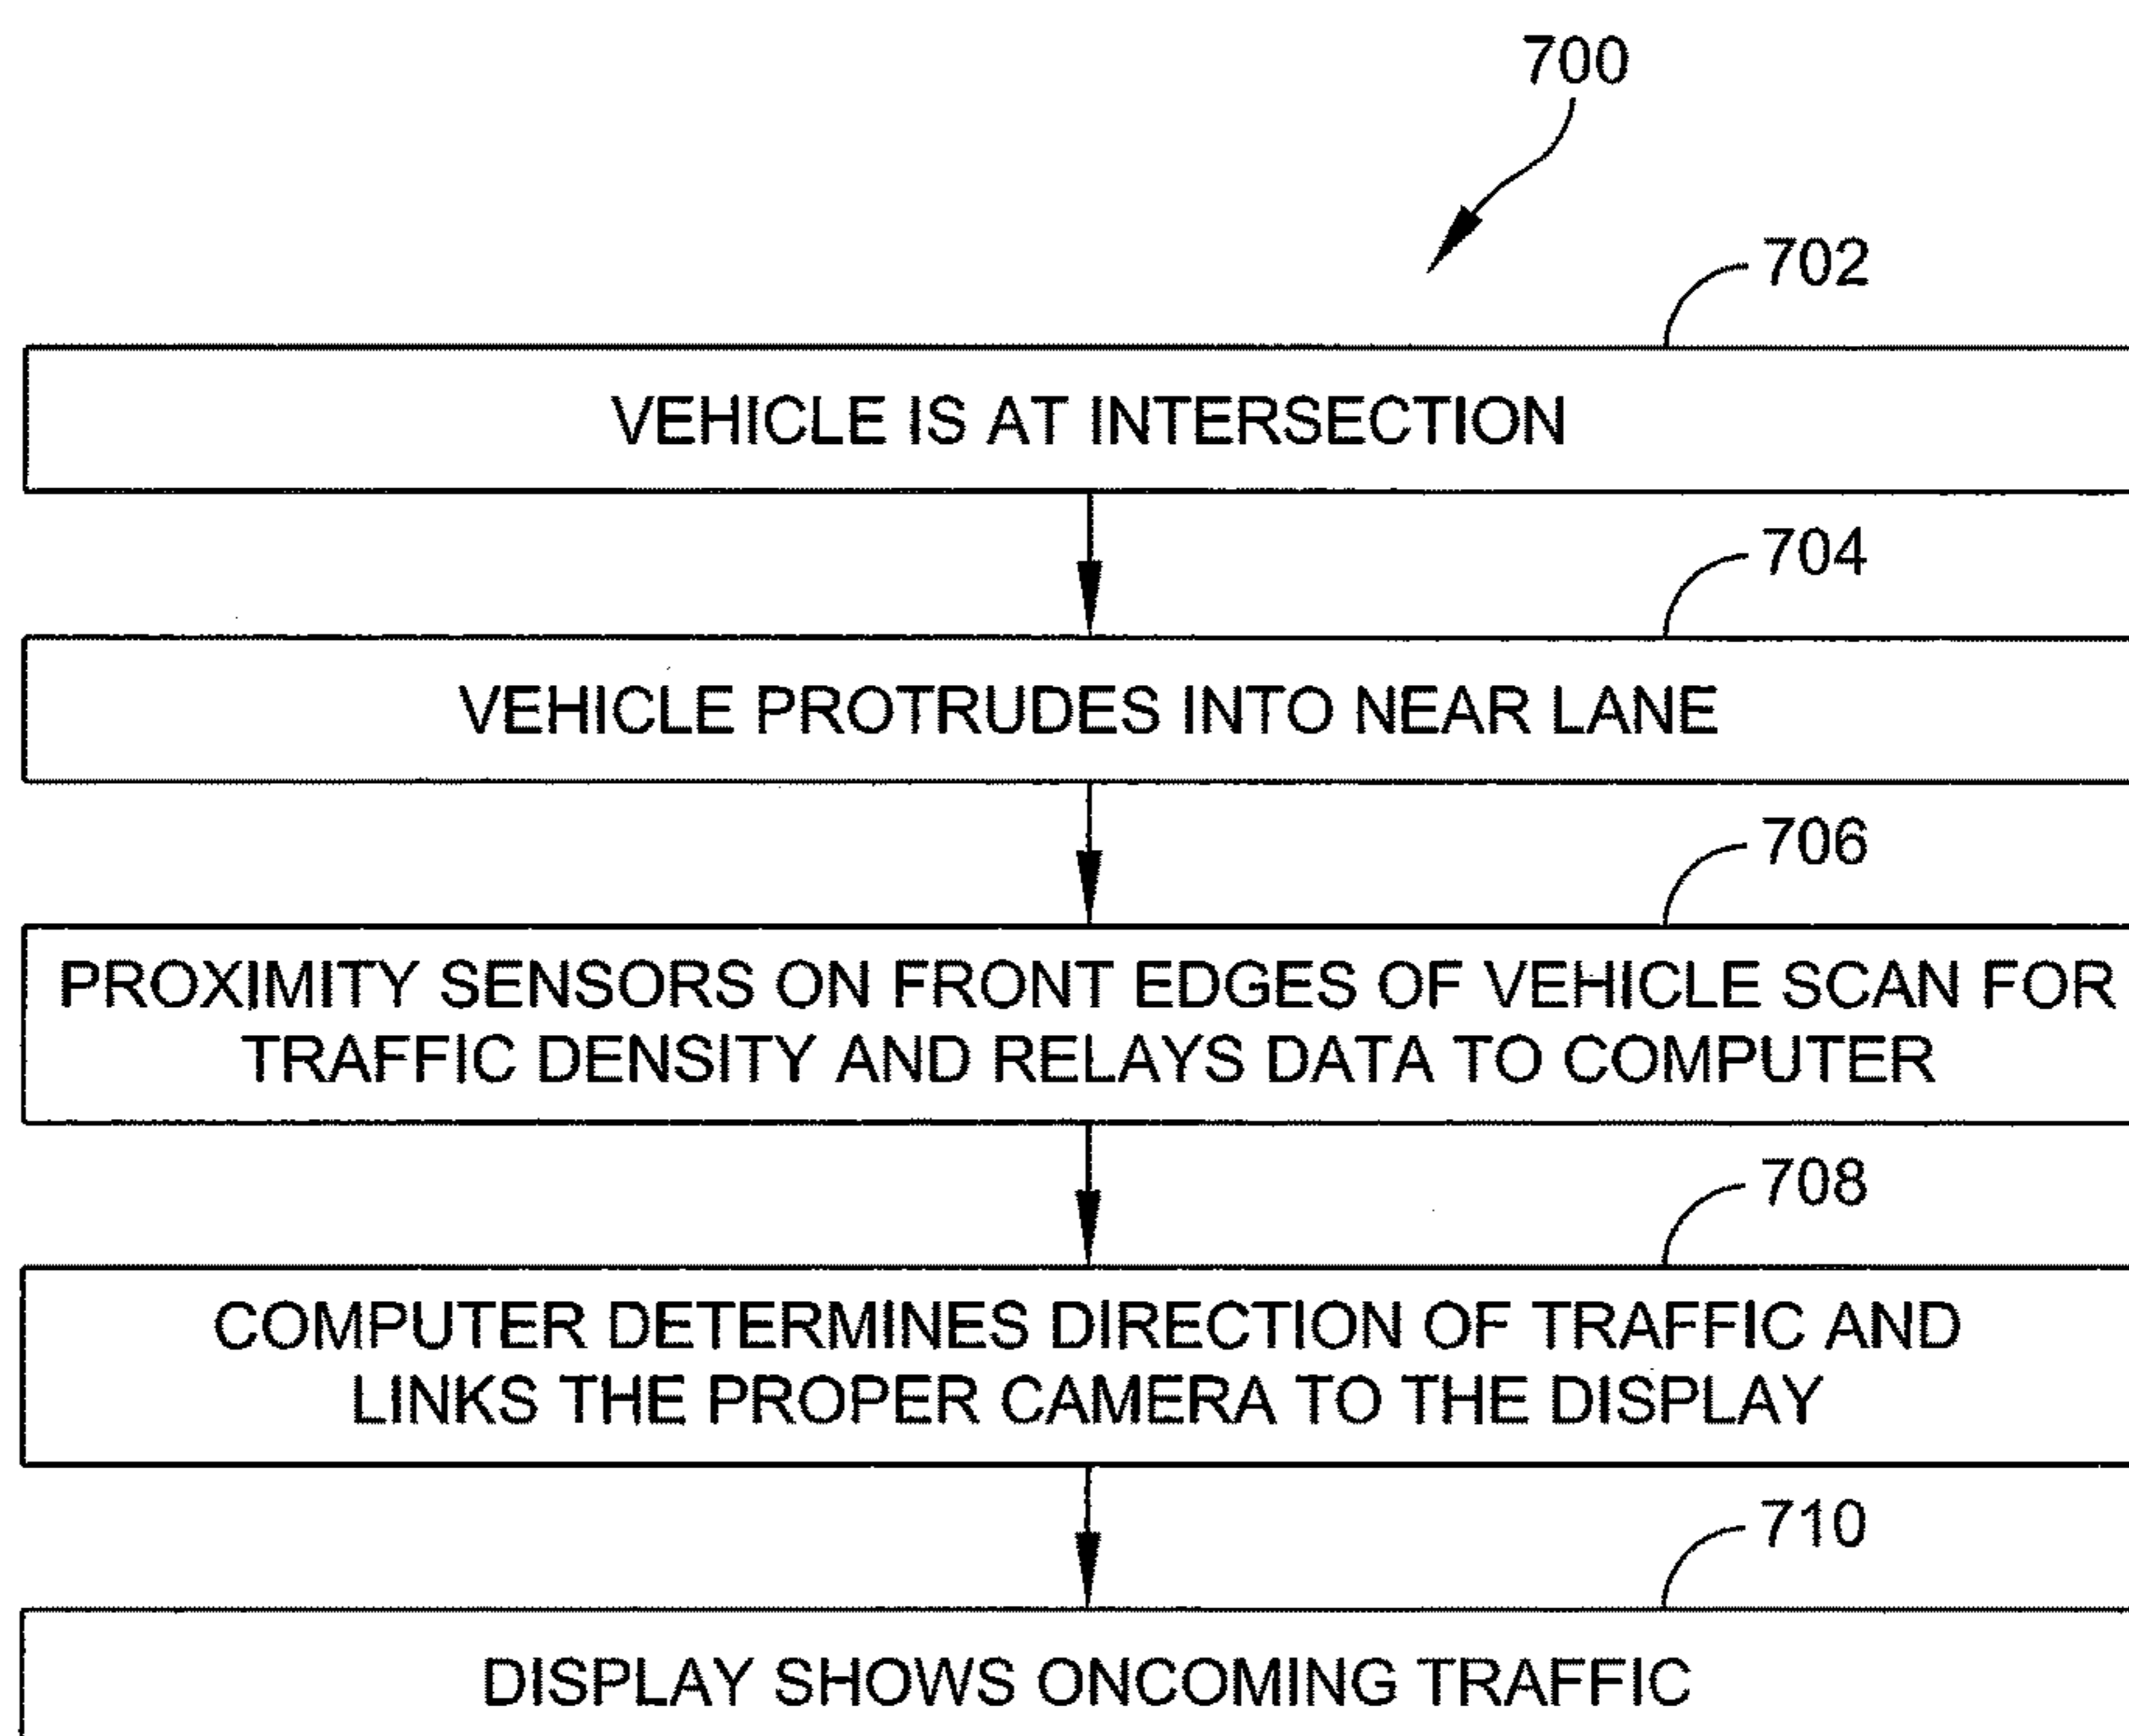 700
702
VEHICLE IS AT INTERSECTION
704
VEHICLE PROTRUDES INTO NEAR LANE
706
PROXIMITY SENSORS ON FRONT EDGES OF VEHICLE SCAN FOR
TRAFFIC DENSITY AND RELAYS DATA TO COMPUTER
708
COMPUTER DETERMINES DIRECTION OF TRAFFIC AND
LINKS THE PROPER CAMERA TO THE DISPLAY
710
DISPLAY SHOWS ONCOMING TRAFFIC